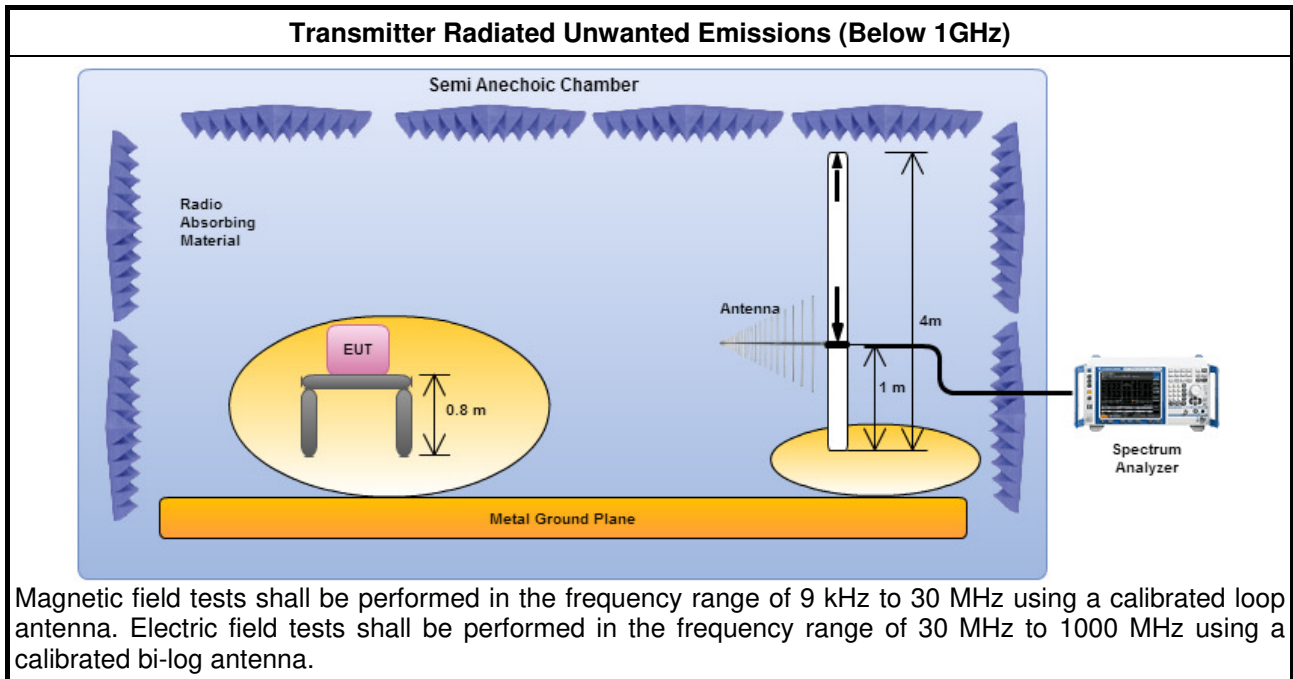 Transmitter Radiated Unwanted Emissions (Below 1GHz)
Semi Anechoic Chamber
Radio
Absorbing
Material
Antenna
4m
EUT
1 m
0.8 m
Spectrum
Analyzer
Metal Ground Plane
Magnetic field tests shall be performed in the frequency range of 9 kHz to 30 MHz using a calibrated loop
antenna. Electric field tests shall be performed in the frequency range of 30 MHz to 1000 MHz using a
calibrated bi-log antenna.